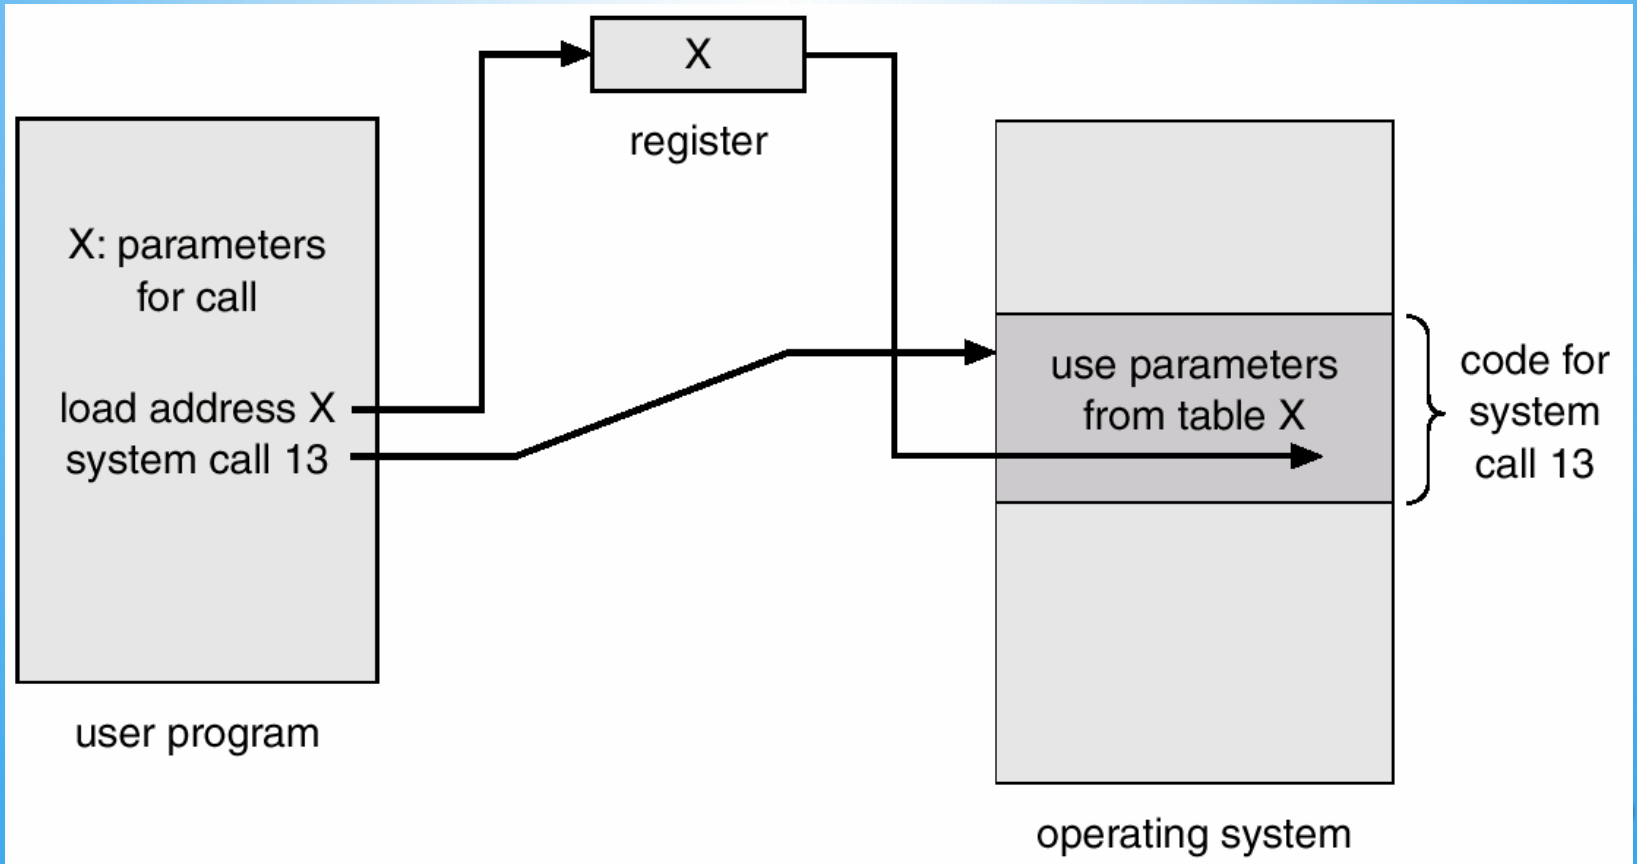 X
register
X: parameters
for call
load address X
system call 13
user program
use parameters
from table X
code for
system
call 13
operating system